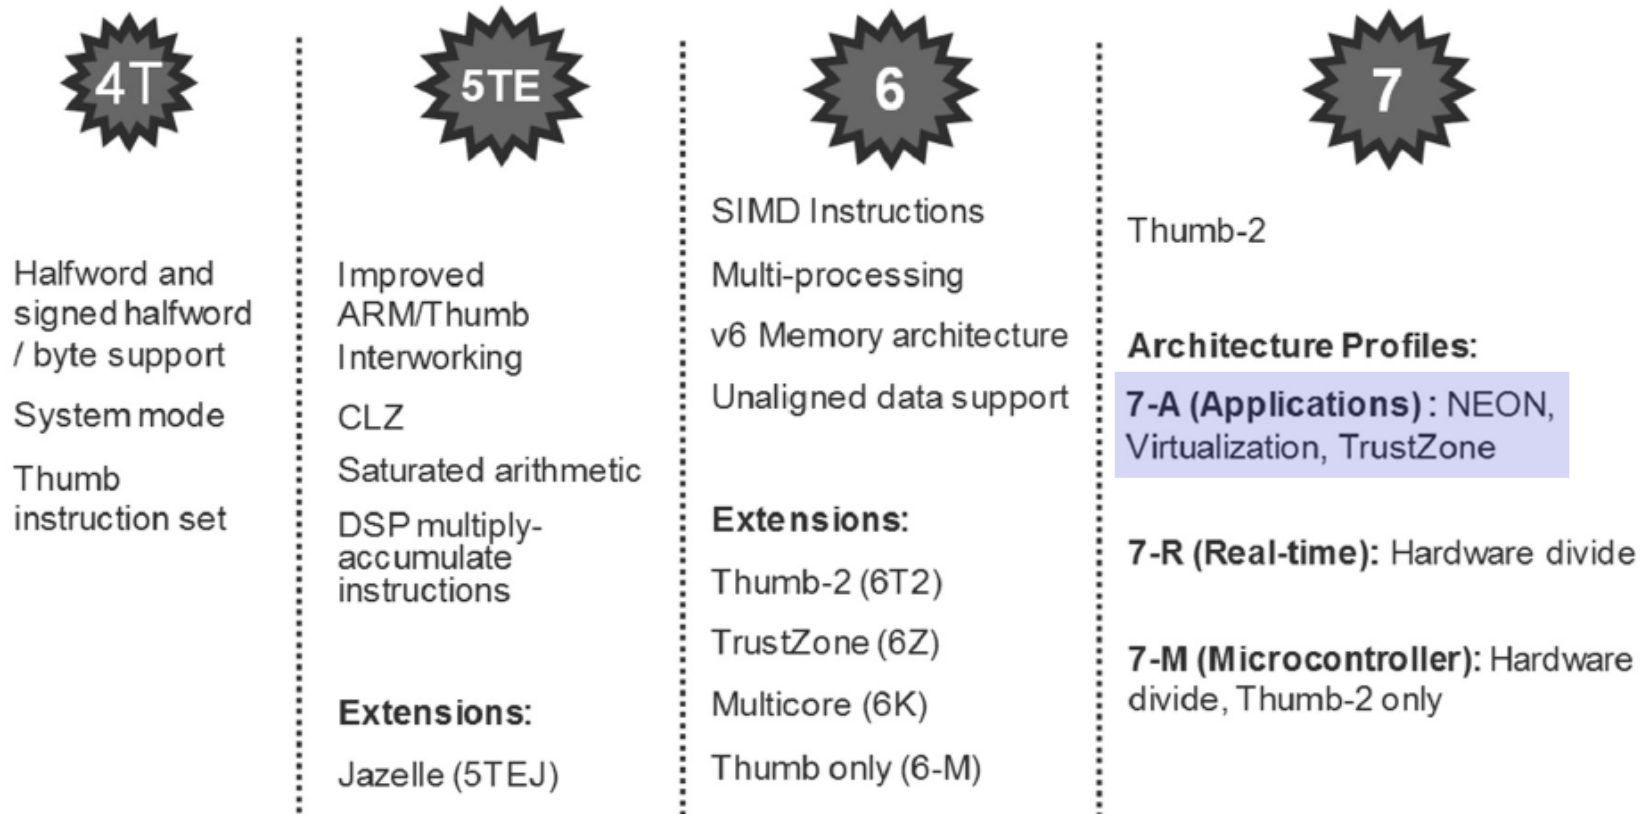 4T
Halfword and
signed halfword
/ byte support
System mode
Thumb
instruction set
5TE
Improved
ARM/Thumb
Interworking
CLZ
Saturated arithmetic
DSP multiply-
accumulate
instructions
Extensions:
Jazelle (5TEJ)
6
SIMD Instructions
Multi-processing
v6 Memory architecture
Unaligned data support
Extensions:
Thumb-2 (6T2)
TrustZone (6Z)
Multicore (6K)
Thumb only (6-M)
7
Thumb-2
Architecture Profiles:
7-A (Applications) : NEON,
Virtualization, TrustZone
7-R (Real-time): Hardware divide
7-M (Microcontroller): Hardware
divide, Thumb-2 only